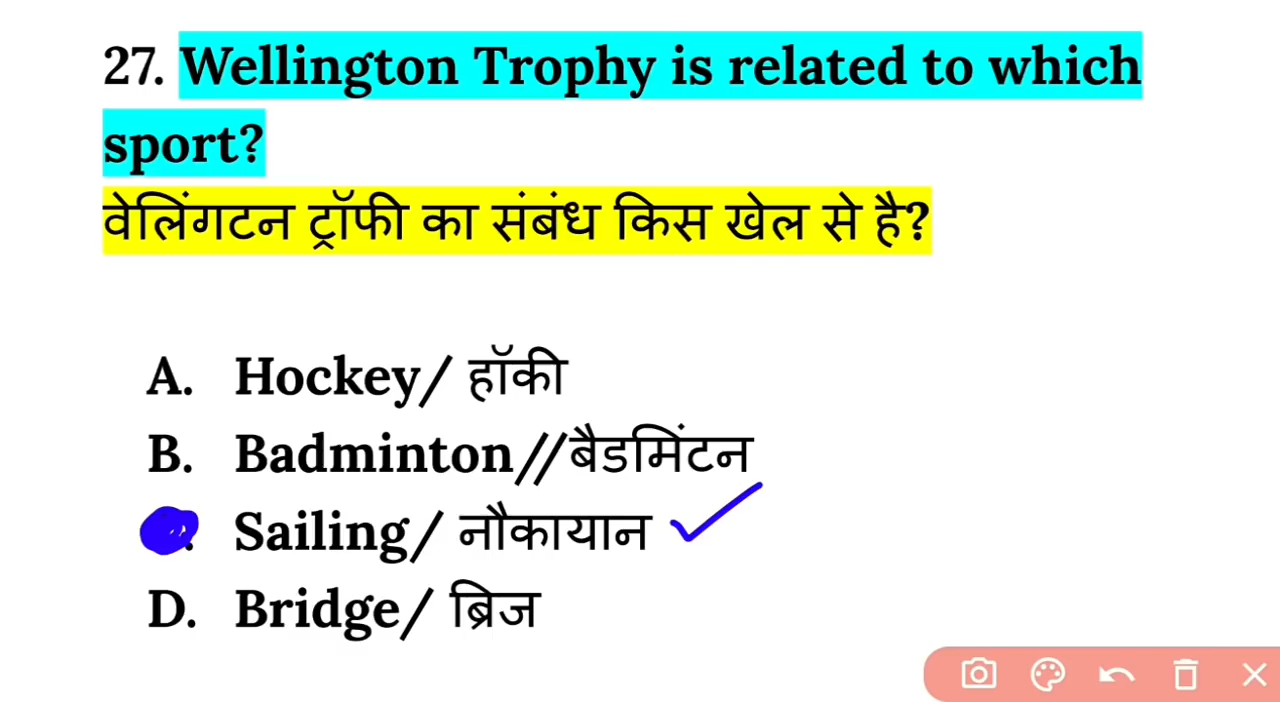 27. Wellington Trophy is related to which
sport?
वेलिंगटन ट्रॉफी का संबंध किस खेल से है?
A. Hockey/ हॉकी
B. Badminton//बैडमिंटन
. Sailing/ नौकायान
D. Bridge/ ब्रिज